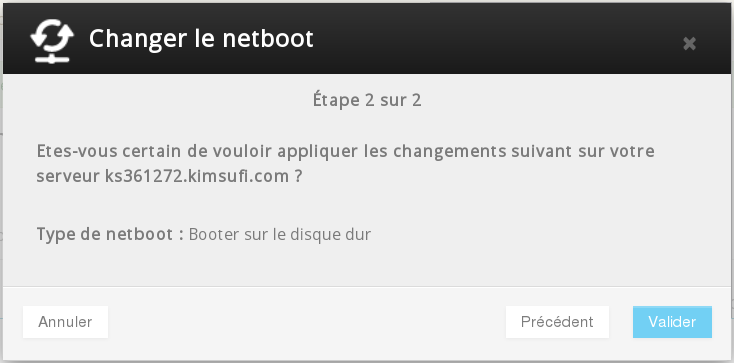 Changer le netboot
Étape 2 sur 2
Etes-vous certain de vouloir appliquer les changements suivant sur votre
serveur ks361272.kimsufi.com ?
Type de netboot : Booter sur le disque dur
Annuler Précédent Valider